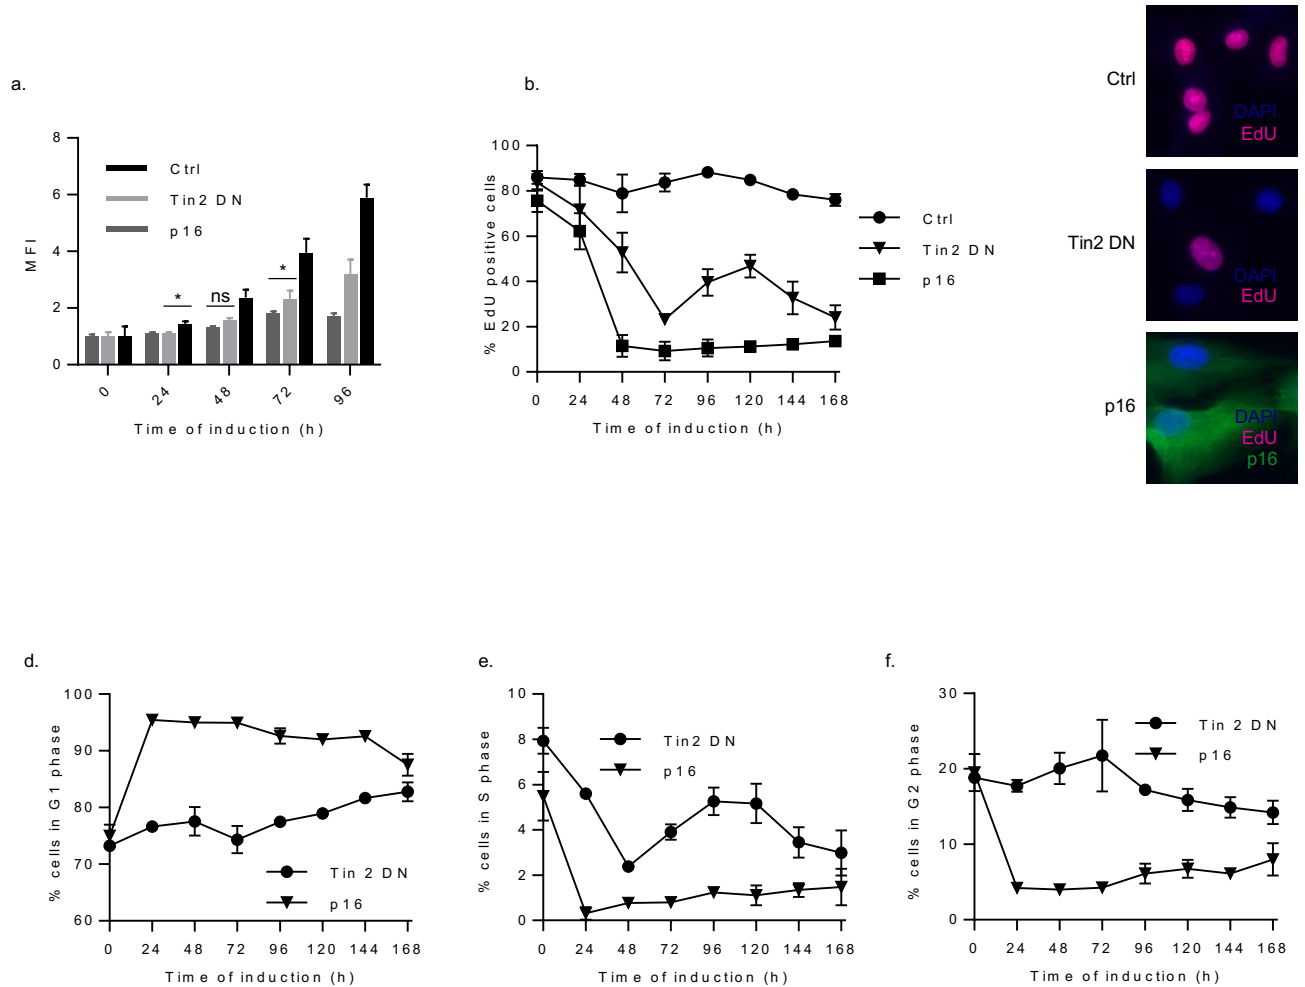 a.
8
6
4
2
0
MFI
Ctrl
Tin2 DN
p16
*
ns
*
0
24
48
72
96
Time of induction (h)
b.
100
80
60
40
20
0
% EdU positive cells
0 24 48 72 96 120 144 168
Time of induction (h)
Ctrl
Tin2 DN
p16
Ctrl
DAPI
EdU
Tin2 DN
DAPI
EdU
p16
DAPI
EdU
p16
d.
100
90
80
70
60
% cells in G1 phase
Tin 2 DN
p16
0 24 48 72 96 120 144 168
Time of induction (h)
e.
10
8
6
4
2
0
% cells in S phase
Tin2 DN
p16
0 24 48 72 96 120 144 168
Time of induction (h)
f.
30
20
10
0
% cells in G2 phase
Tin 2 DN
p16
0 24 48 72 96 120 144 168
Time of induction (h)